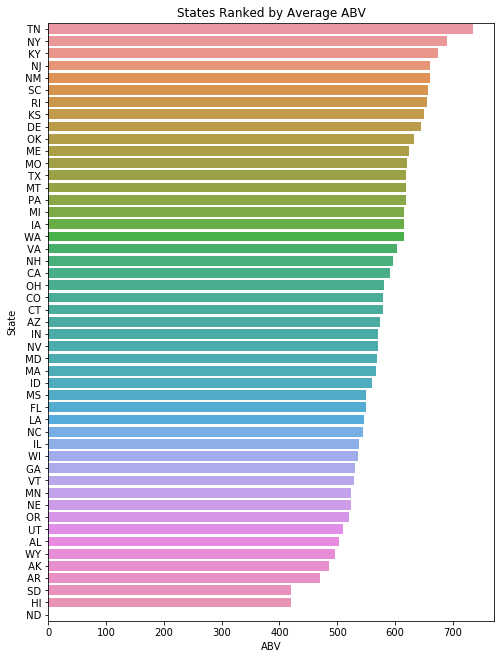 States Ranked by Average ABV
TN
NY
KY
NJ
NM
SC
RI
KS
DE
OK
ME
MO
TX
MT
PA
MI
IA
WA
VA
NH
CA
OH
CO
CT
AZ
IN
NV
MD
MA
ID
MS
FL
LA
NC
IL
WI
GA
VT
MN
NE
OR
UT
AL
WY
AK
AR
SD
HI
ND
State
0 100 200 300 400 500 600 700
ABV